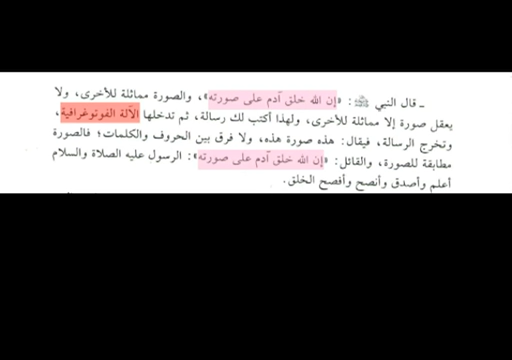 ـ قال النبي ﷺ: «إن الله خلق آدم على صورته»، والصورة مماثلة للأخرى، ولا
يعقل صورة إلا مماثلة للأخرى، ولهذا أكتب لك رسالة، ثم تدخلها الآلة الفوتوغرافية،
وتخرج الرسالة، فيقال: هذه صورة هذه، ولا فرق بين الحروف والكلمات؛ فالصورة
مطابقة للصورة، والقائل: «إن الله خلق آدم على صورته»: الرسول عليه الصلاة والسلام
أعلم وأصدق وأنصح وأفصح الخلق.